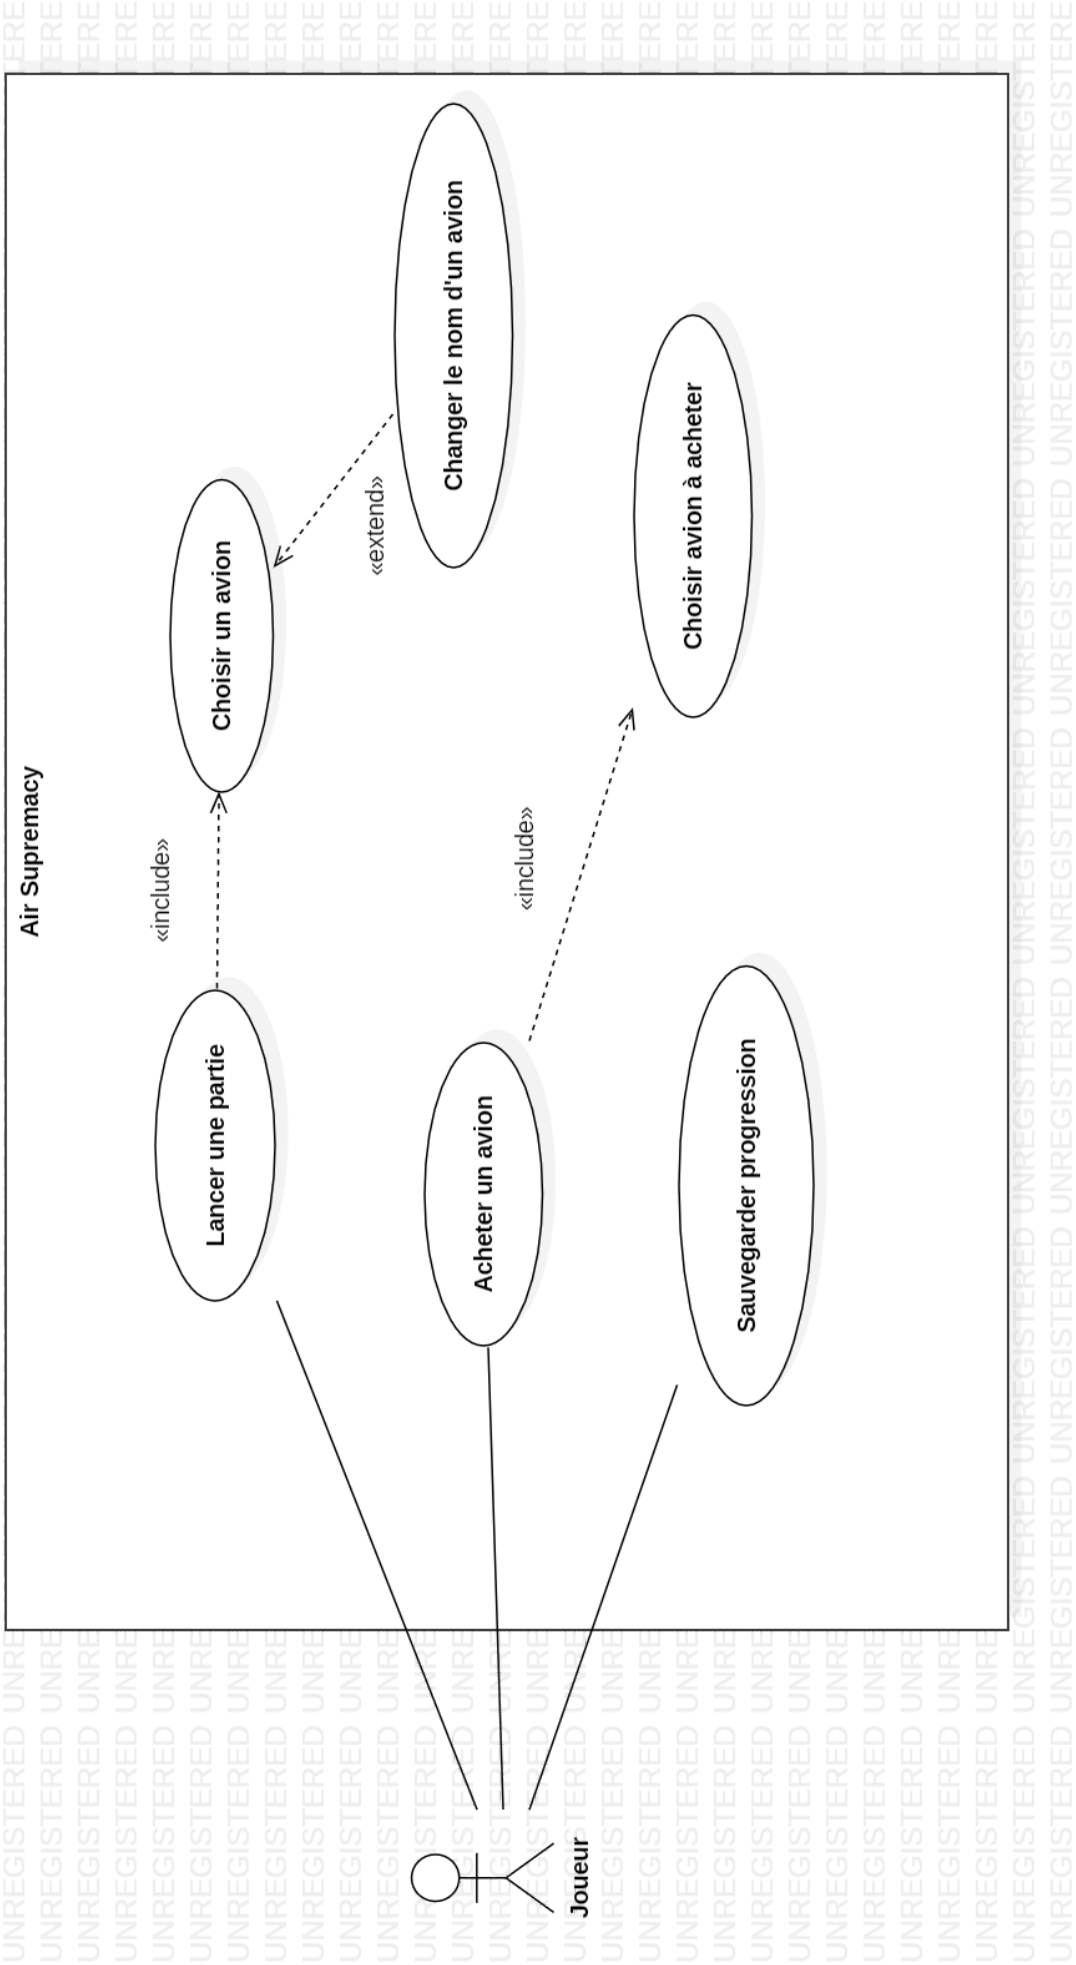 Air Supremacy
Joueur
Lancer une partie
«include»
Choisir un avion
«extend»
Changer le nom d'un avion
Acheter un avion
«include»
Choisir avion à acheter
Sauvegarder progression
UNREGISTERED